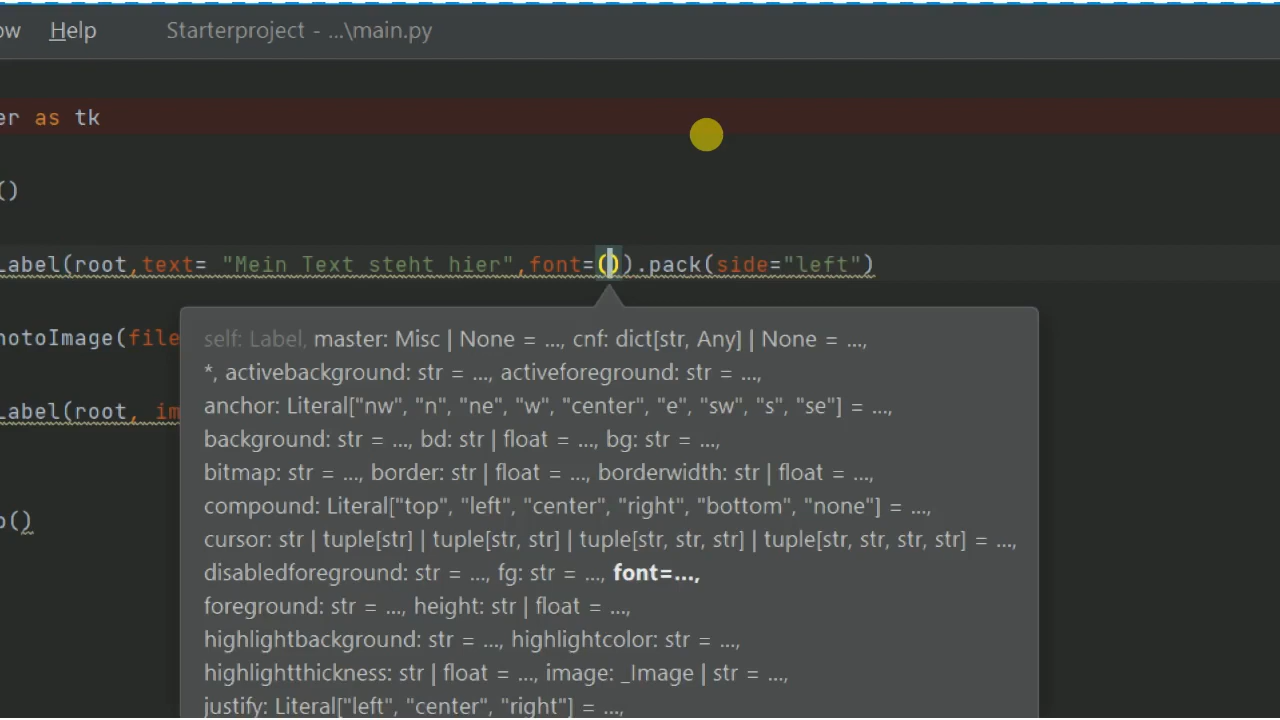 ow Help Starterproject - ...\main.py
er as tk
()
Label(root,text= "Mein Text steht hier",font=()).pack(side="left")
self: Label, master: Misc | None = ..., cnf: dict[str, Any] | None = ...,
hotoImage(file
*, activebackground: str = ..., activeforeground: str = ...,
Label(root, im
anchor: Literal["nw", "n", "ne", "w", "center", "e", "sw", "s", "se"] = ...,
background: str = ..., bd: str | float = ..., bg: str = ...,
bitmap: str = ..., border: str | float = ..., borderwidth: str | float = ...,
compound: Literal["top", "left", "center", "right", "bottom", "none"] = ...,
p()
cursor: str | tuple[str] | tuple[str, str] | tuple[str, str, str] | tuple[str, str, str, str] = ...,
disabledforeground: str = ..., fg: str = ..., font=...,
foreground: str = ..., height: str | float = ...,
highlightbackground: str = ..., highlightcolor: str = ...,
highlightthickness: str | float = ..., image: _Image | str = ...,
justify: Literal["left", "center", "right"] = ...,